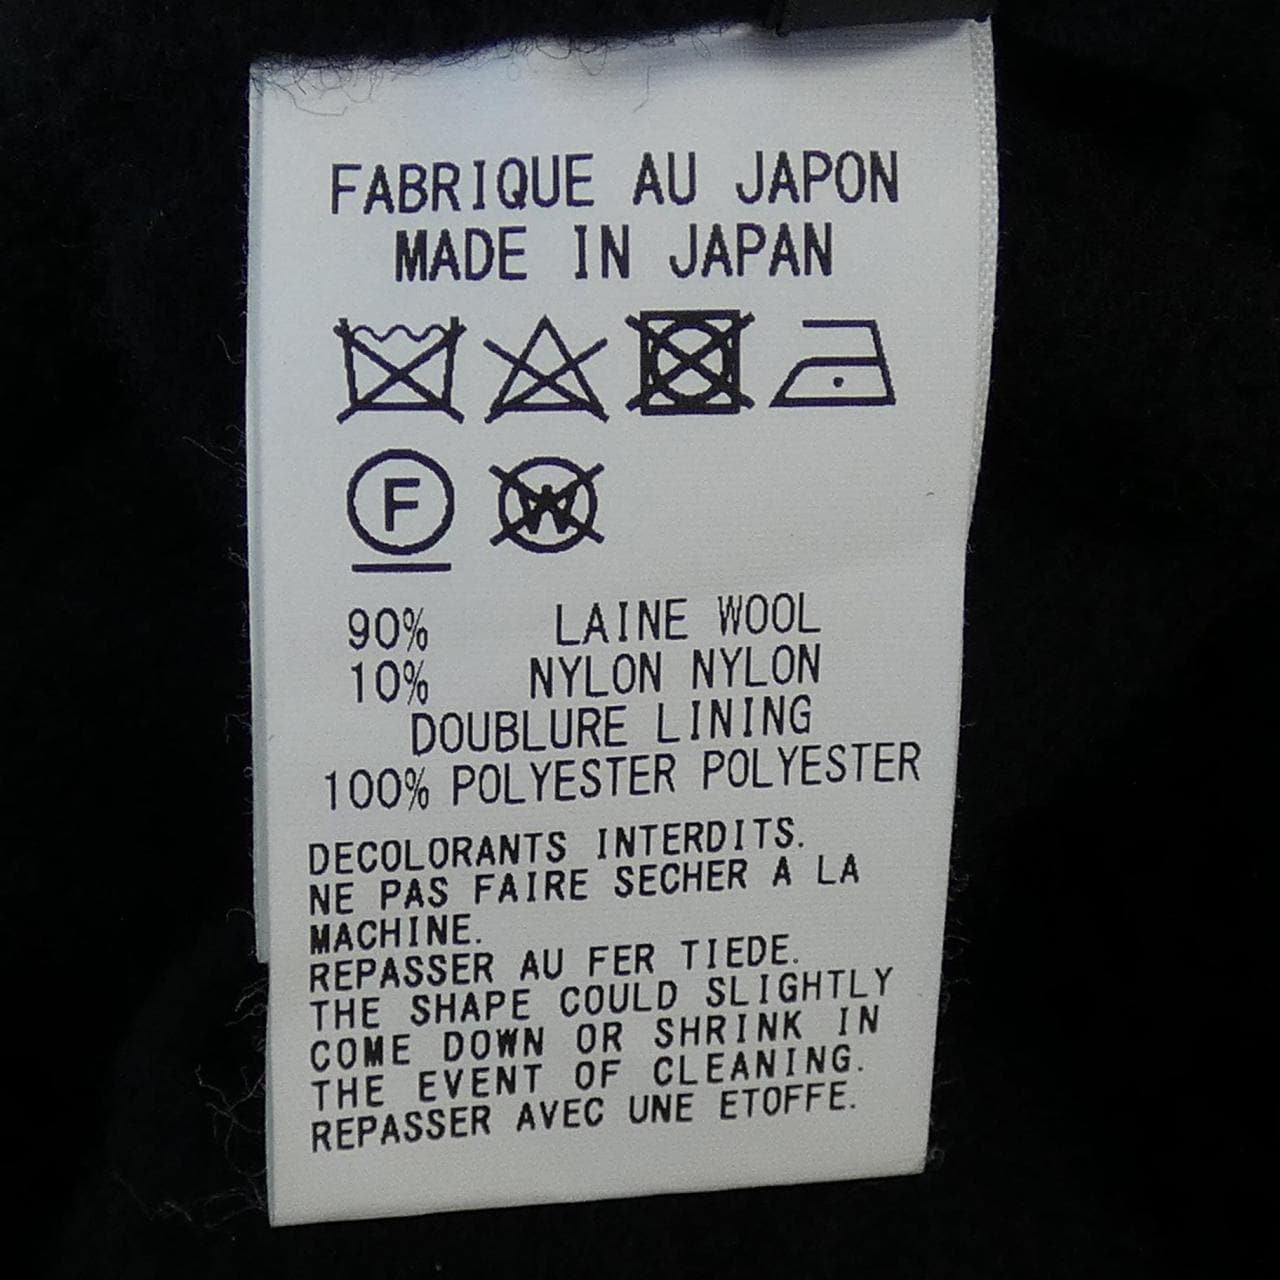 FABRIQUE AU JAPON
MADE IN JAPAN
F W
90% LAINE WOOL
10% NYLON NYLON
DOUBLURE LINING
100% POLYESTER POLYESTER
DECOLORANTS INTERDITS.
NE PAS FAIRE SECHER A LA
MACHINE.
REPASSER AU FER TIEDE.
THE SHAPE COULD SLIGHTLY
COME DOWN OR SHRINK IN
THE EVENT OF CLEANING.
REPASSER AVEC UNE ETOFFE.